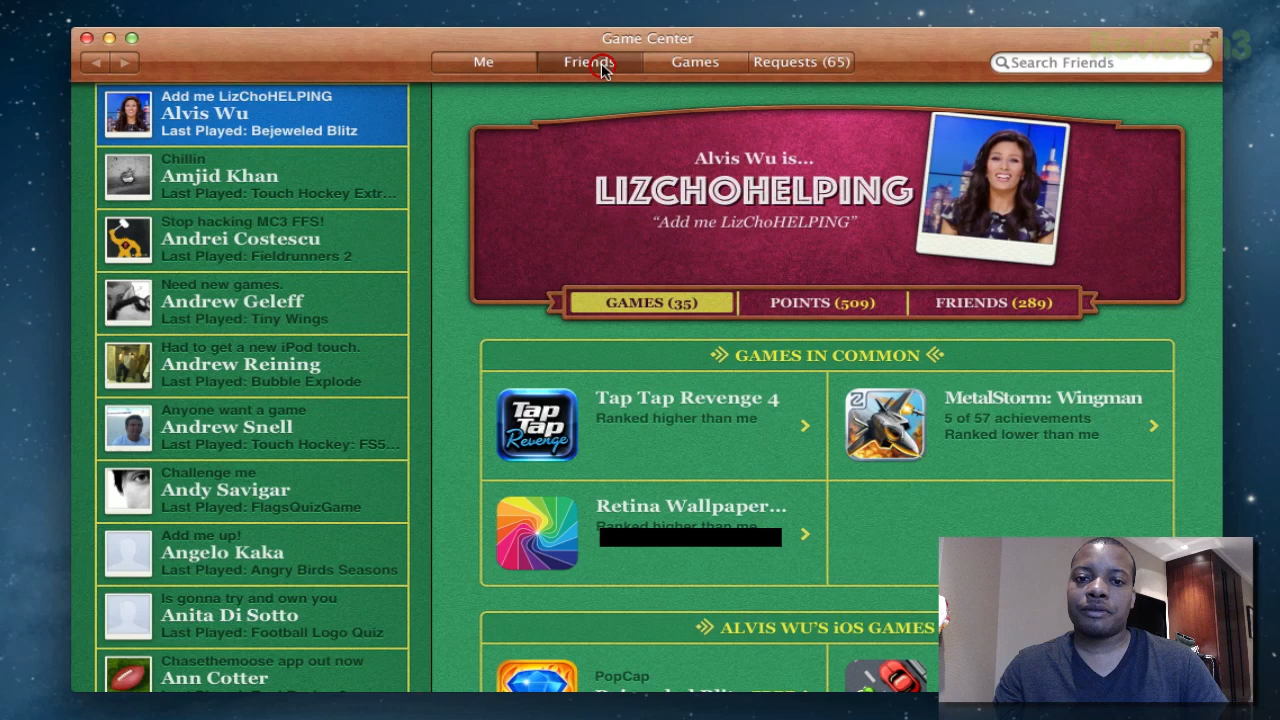 Game Center
Revision3
Me
Friends
Games
Requests (65)
Search Friends
Add me LizChoHELPING
Alvis Wu
Last Played: Bejeweled Blitz
Chillin
Amjid Khan
Last Played: Touch Hockey Extr...
Stop hacking MC3 FFS!
Andrei Costescu
Last Played: Fieldrunners 2
Need new games.
Andrew Geleff
Last Played: Tiny Wings
Had to get a new iPod touch.
Andrew Reining
Last Played: Bubble Explode
Anyone want a game
Andrew Snell
Last Played: Touch Hockey: FS5...
Challenge me
Andy Savigar
Last Played: FlagsQuizGame
Add me up!
Angelo Kaka
Last Played: Angry Birds Seasons
Is gonna try and own you
Anita Di Sotto
Last Played: Football Logo Quiz
Chasethemoose app out now
Ann Cotter
Alvis Wu is...
LIZCHOHELPING
“Add me LizChoHELPING”
GAMES (35)
POINTS (509)
FRIENDS (289)
GAMES IN COMMON
Tap Tap Revenge
Tap Tap Revenge 4
Ranked higher than me
MetalStorm: Wingman
5 of 57 achievements
Ranked lower than me
Retina Wallpaper...
Ranked higher than me
ALVIS WU'S iOS GAMES
PopCap